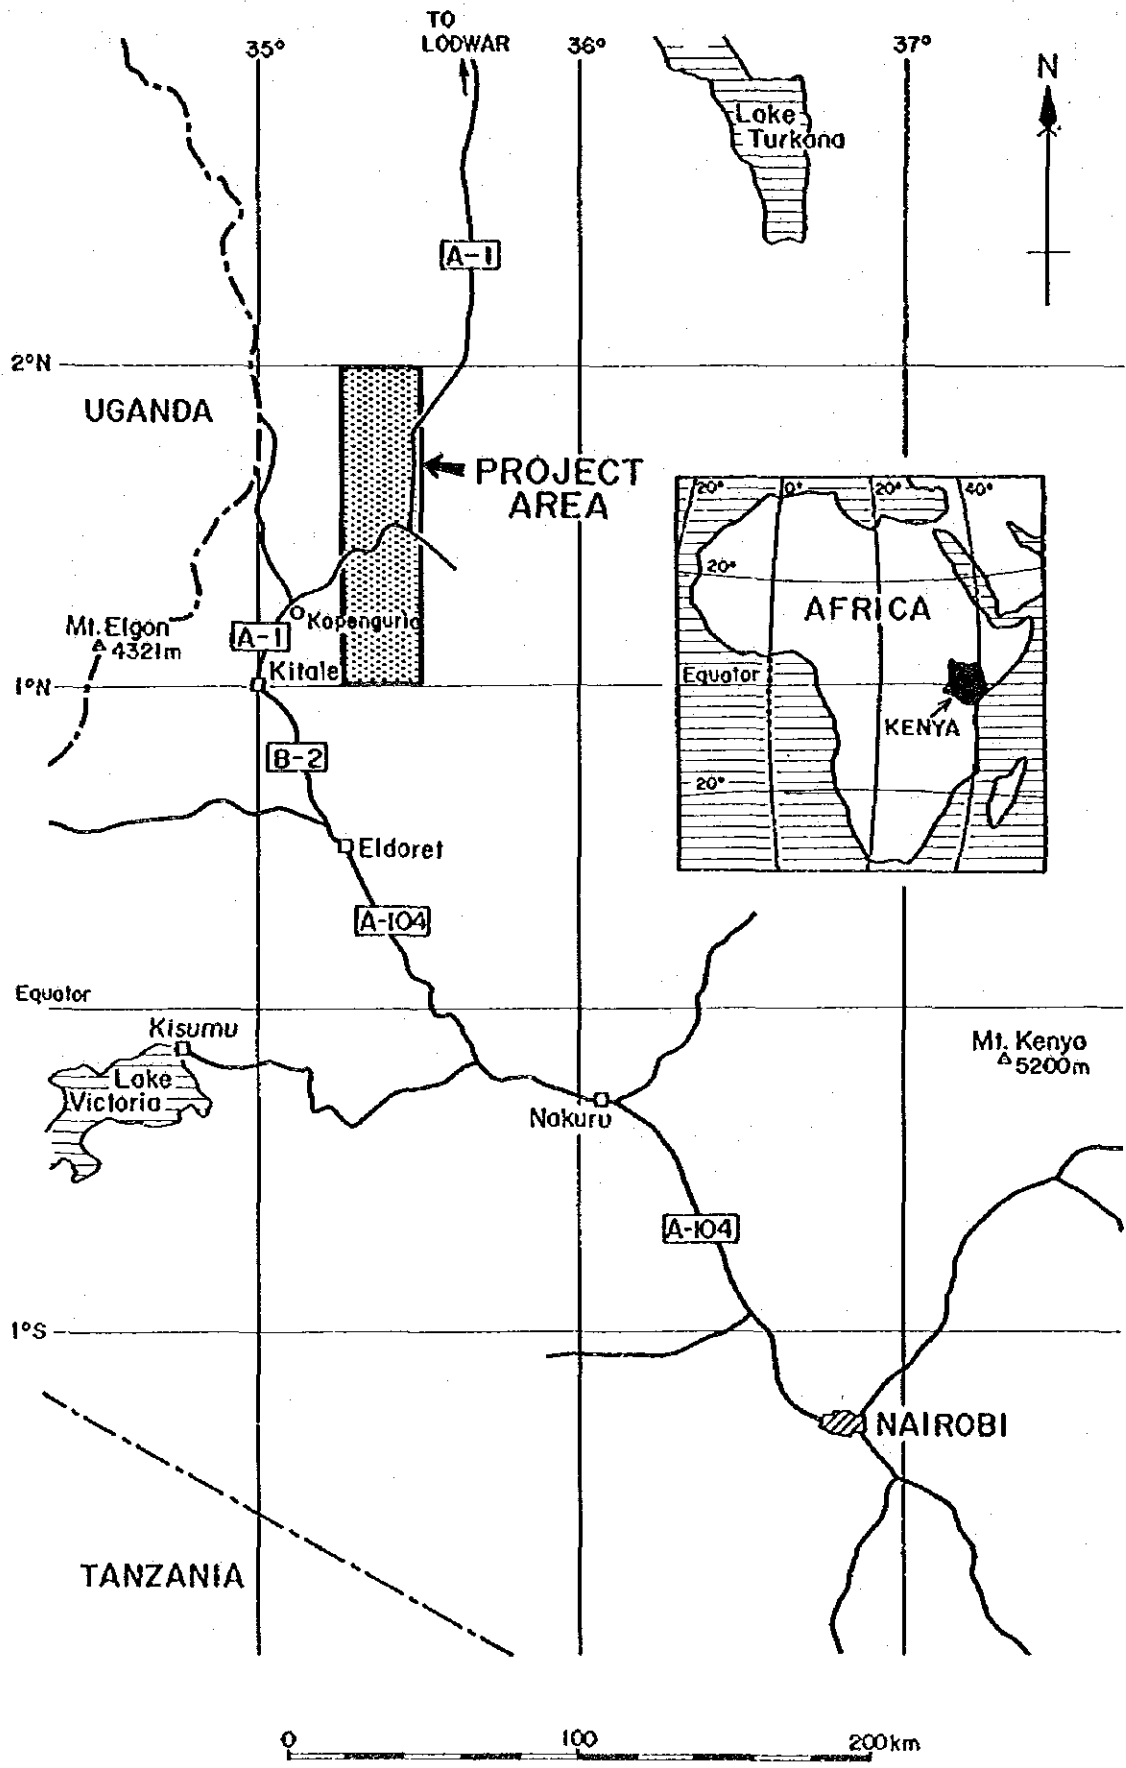 TO
LODWAR
35°
36°
37°
N
Lake
Turkana
A-1
2°N
UGANDA
PROJECT
AREA
20°
0°
20°
40°
20°
AFRICA
Mt. Elgon
4321m
A-1
Kapenguria
Kitale
Equator
1°N
KENYA
B-2
20°
Eldoret
A-104
Equator
Kisumu
Mt. Kenya
5200m
Lake
Victoria
Nakuru
A-104
1°S
NAIROBI
TANZANIA
0
100
200km